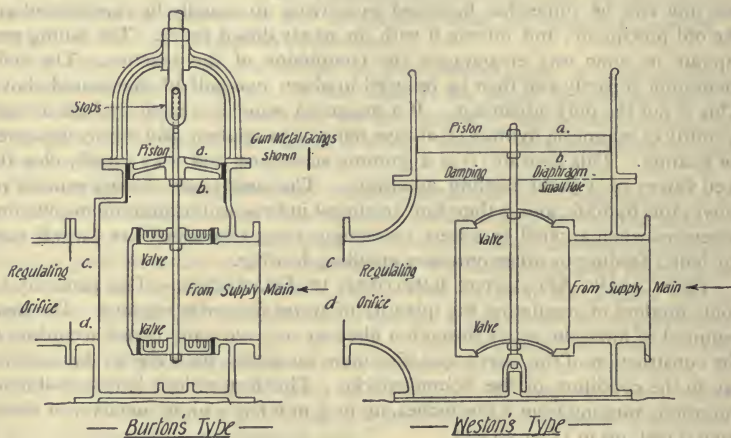 Stops
Gun Metal Facings
shown
Piston
a.
b.
c.
Valve
Regulating
Orifice
From Supply Main
d.
Valve
Burton's Type
Piston
a.
b.
Damping Diaphragm
Small Hole
c
Valve
Regulating
d
Orifice
From Supply Main
Valve
Weston's Type